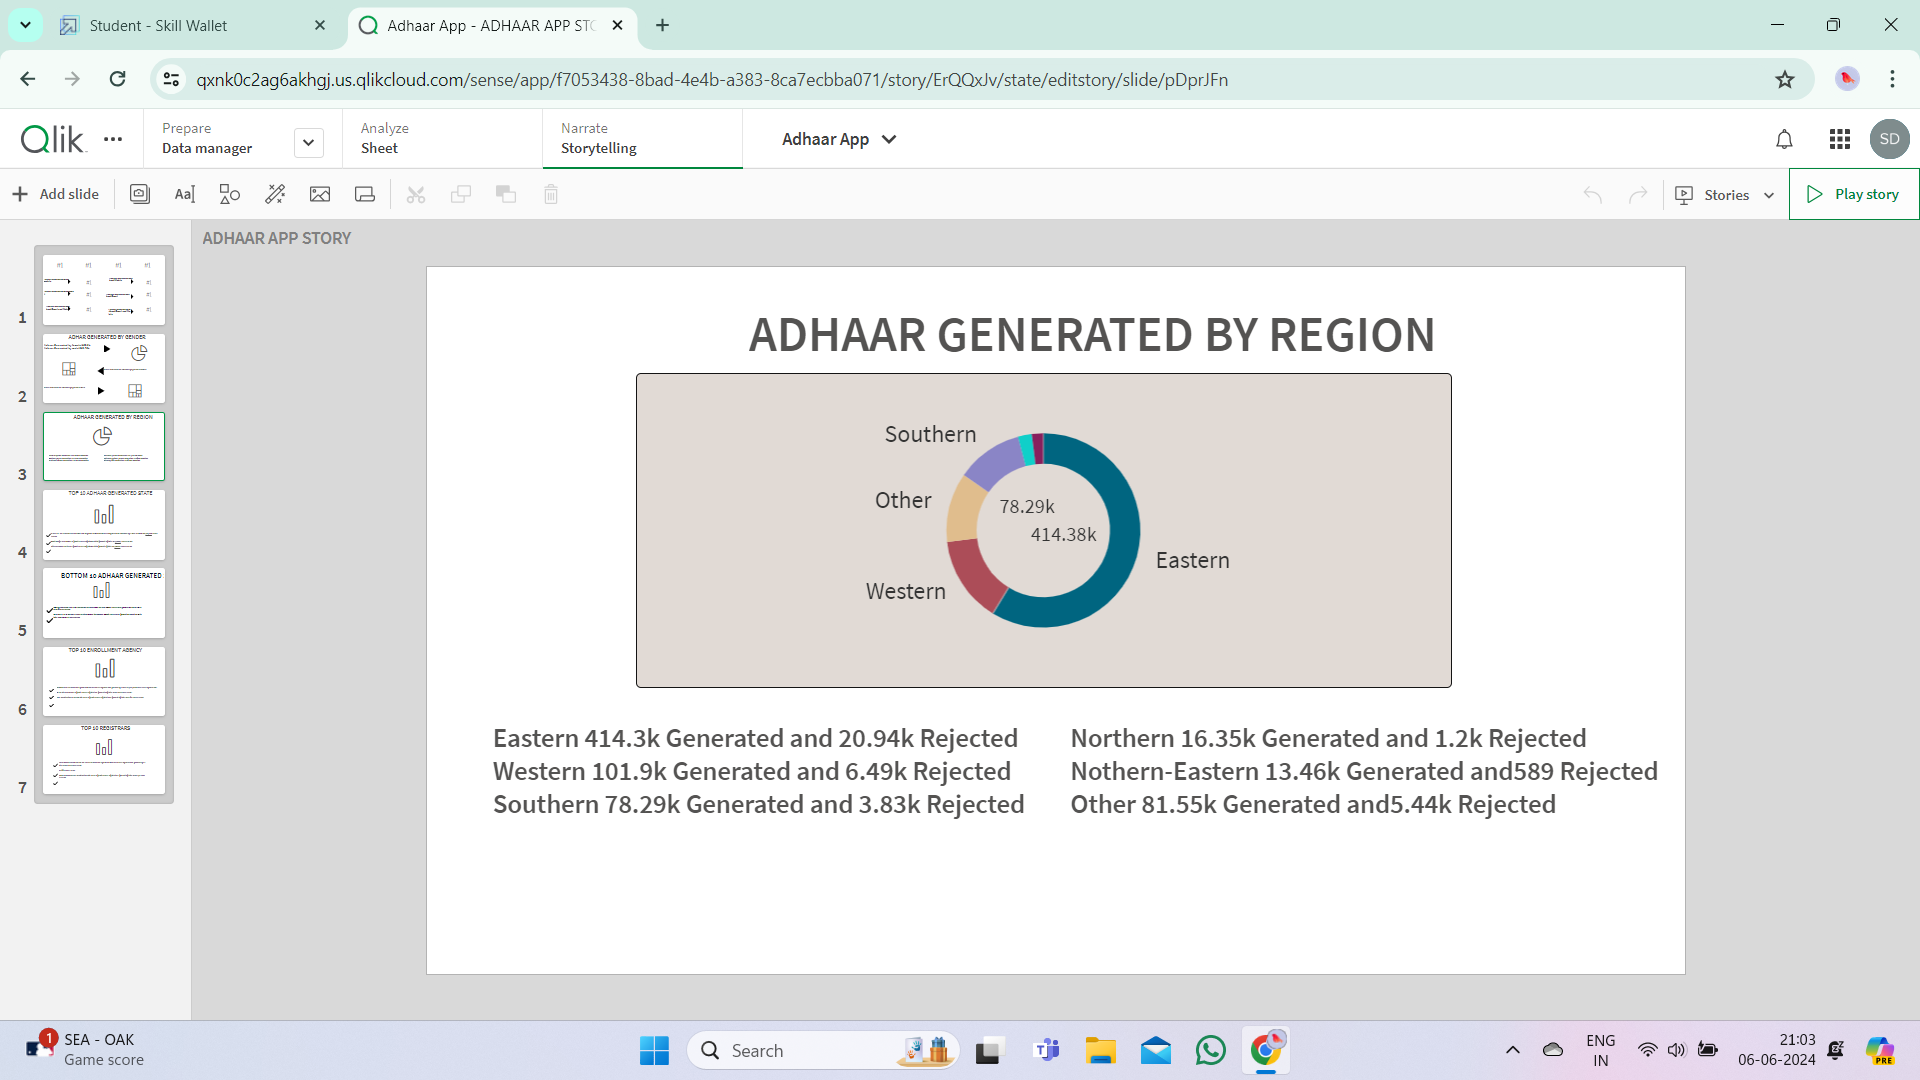 Student - Skill Wallet
Adhaar App - ADHAAR APP STO
qxnk0c2ag6akhgj.us.qlikcloud.com/sense/app/f7053438-8bad-4e4b-a383-8ca7ecbba071/story/ErQQxJv/state/editstory/slide/pDprJFn
Qlik
Prepare
Data manager
Analyze
Sheet
Narrate
Storytelling
Adhaar App
SD
Add slide
Aa
Stories
Play story
ADHAAR APP STORY
1
ADHAR GENERATED BY GENDER
2
ADHAAR GENERATED BY REGION
3
TOP 10 ADHAAR GENERATED STATE
4
BOTTOM 10 ADHAAR GENERATED
5
TOP 10 ENROLLMENT AGENCY
6
TOP 10 REGISTRARS
7
ADHAAR GENERATED BY REGION
Southern
Other
78.29k
414.38k
Eastern
Western
Eastern 414.3k Generated and 20.94k Rejected
Western 101.9k Generated and 6.49k Rejected
Southern 78.29k Generated and 3.83k Rejected
Northern 16.35k Generated and 1.2k Rejected
Nothern-Eastern 13.46k Generated and589 Rejected
Other 81.55k Generated and5.44k Rejected
1
SEA - OAK
Game score
Search
ENG
IN
21:03
06-06-2024
PRE